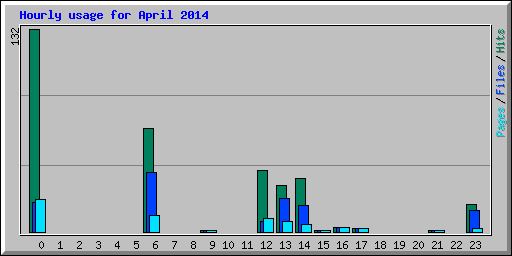 Hourly usage for April 2014
132
Pages/Files/Hits
0 1 2 3 4 5 6 7 8 9 10 11 12 13 14 15 16 17 18 19 20 21 22 23